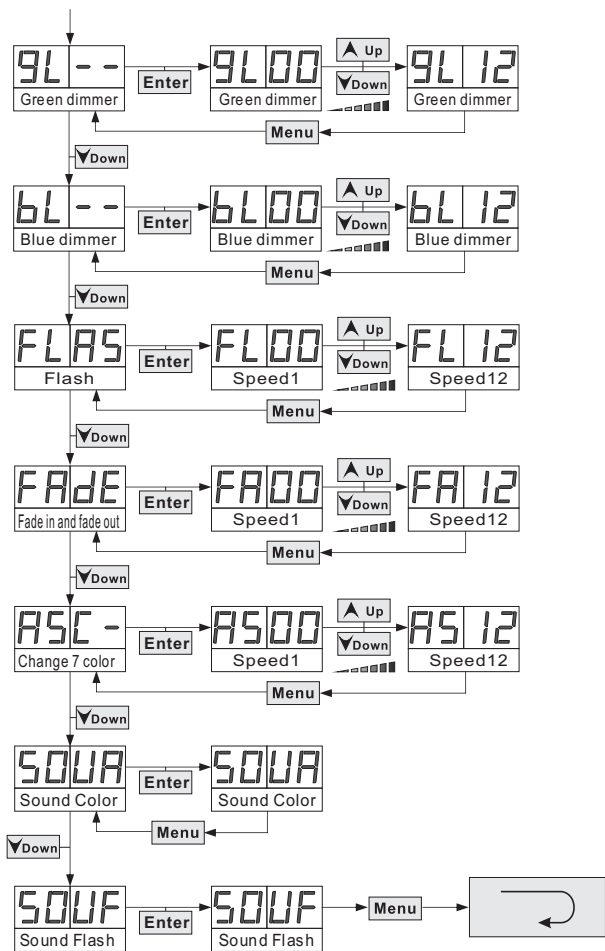 gL -- gL00 Up gL 12
Enter Down
Green dimmer Green dimmer Green dimmer
Menu
Down
bL -- bL00 Up bL 12
Enter Down
Blue dimmer Blue dimmer Blue dimmer
Menu
Down
FLAS FL00 Up FL 12
Enter Down
Flash Speed1 Speed12
Menu
Down
FAdE FA00 Up FA 12
Enter Down
Fade in and fade out Speed1 Speed12
Menu
Down
ASC- AS00 Up AS 12
Enter Down
Change 7 color Speed1 Speed12
Menu
Down
SOUA SOUA
Enter
Sound Color Sound Color
Menu
Down
SOUF SOUF
Enter Menu
Sound Flash Sound Flash